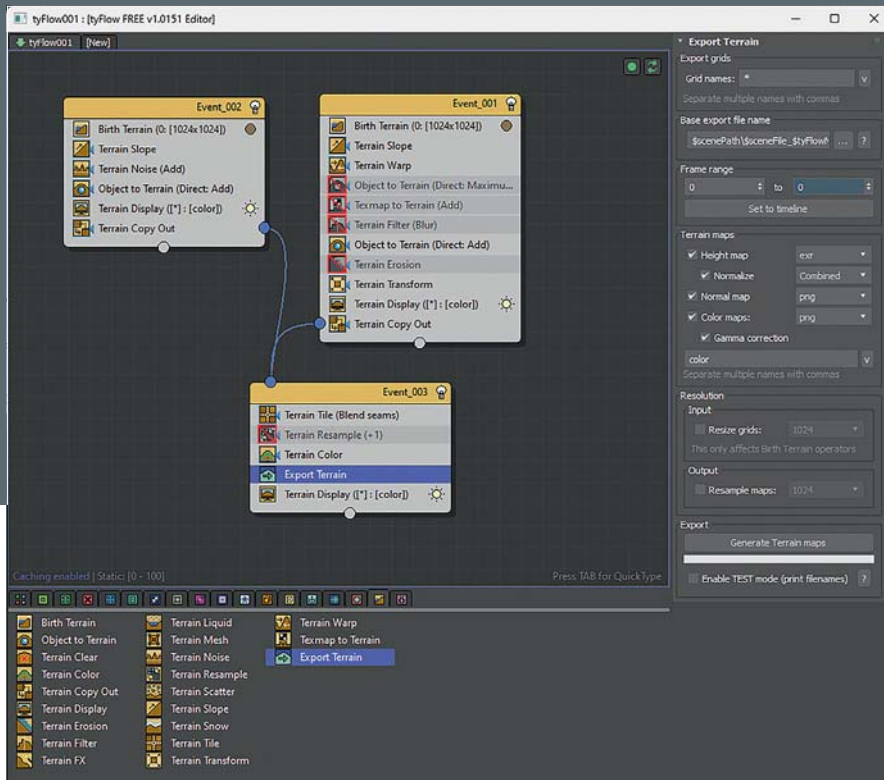 tyFlow001 : [tyFlow FREE v1.0151 Editor]
tyFlow001 [New]
Event_002
Birth Terrain (0: [1024x1024])
Terrain Slope
Terrain Noise (Add)
Object to Terrain (Direct: Add)
Terrain Display ([*] : [color])
Terrain Copy Out
Event_001
Birth Terrain (0: [1024x1024])
Terrain Slope
Terrain Warp
Object to Terrain (Direct: Maximu...
Texmap to Terrain (Add)
Terrain Filter (Blur)
Object to Terrain (Direct: Add)
Terrain Erosion
Terrain Transform
Terrain Display ([*] : [color])
Terrain Copy Out
Event_003
Terrain Tile (Blend seams)
Terrain Resample (+1)
Terrain Color
Export Terrain
Terrain Display ([*] : [color])
Caching enabled | Static: [0 - 100]
Press TAB for QuickType
Birth Terrain
Object to Terrain
Terrain Clear
Terrain Color
Terrain Copy Out
Terrain Display
Terrain Erosion
Terrain Filter
Terrain FX
Terrain Liquid
Terrain Mesh
Terrain Noise
Terrain Resample
Terrain Scatter
Terrain Slope
Terrain Snow
Terrain Tile
Terrain Transform
Terrain Warp
Texmap to Terrain
Export Terrain
Export Terrain
Export grids
Grid names: * v
Separate multiple names with commas
Base export file name
$scenePath\$sceneFile_$tyFlow ... ?
Frame range
0 to 0
Set to timeline
Terrain maps
Height map exr
Normalize Combined
Normal map png
Color maps: png
Gamma correction
color v
Separate multiple names with commas
Resolution
Input
Resize grids: 1024
This only affects Birth Terrain operators
Output
Resample maps: 1024
Export
Generate Terrain maps
Enable TEST mode (print filenames) ?